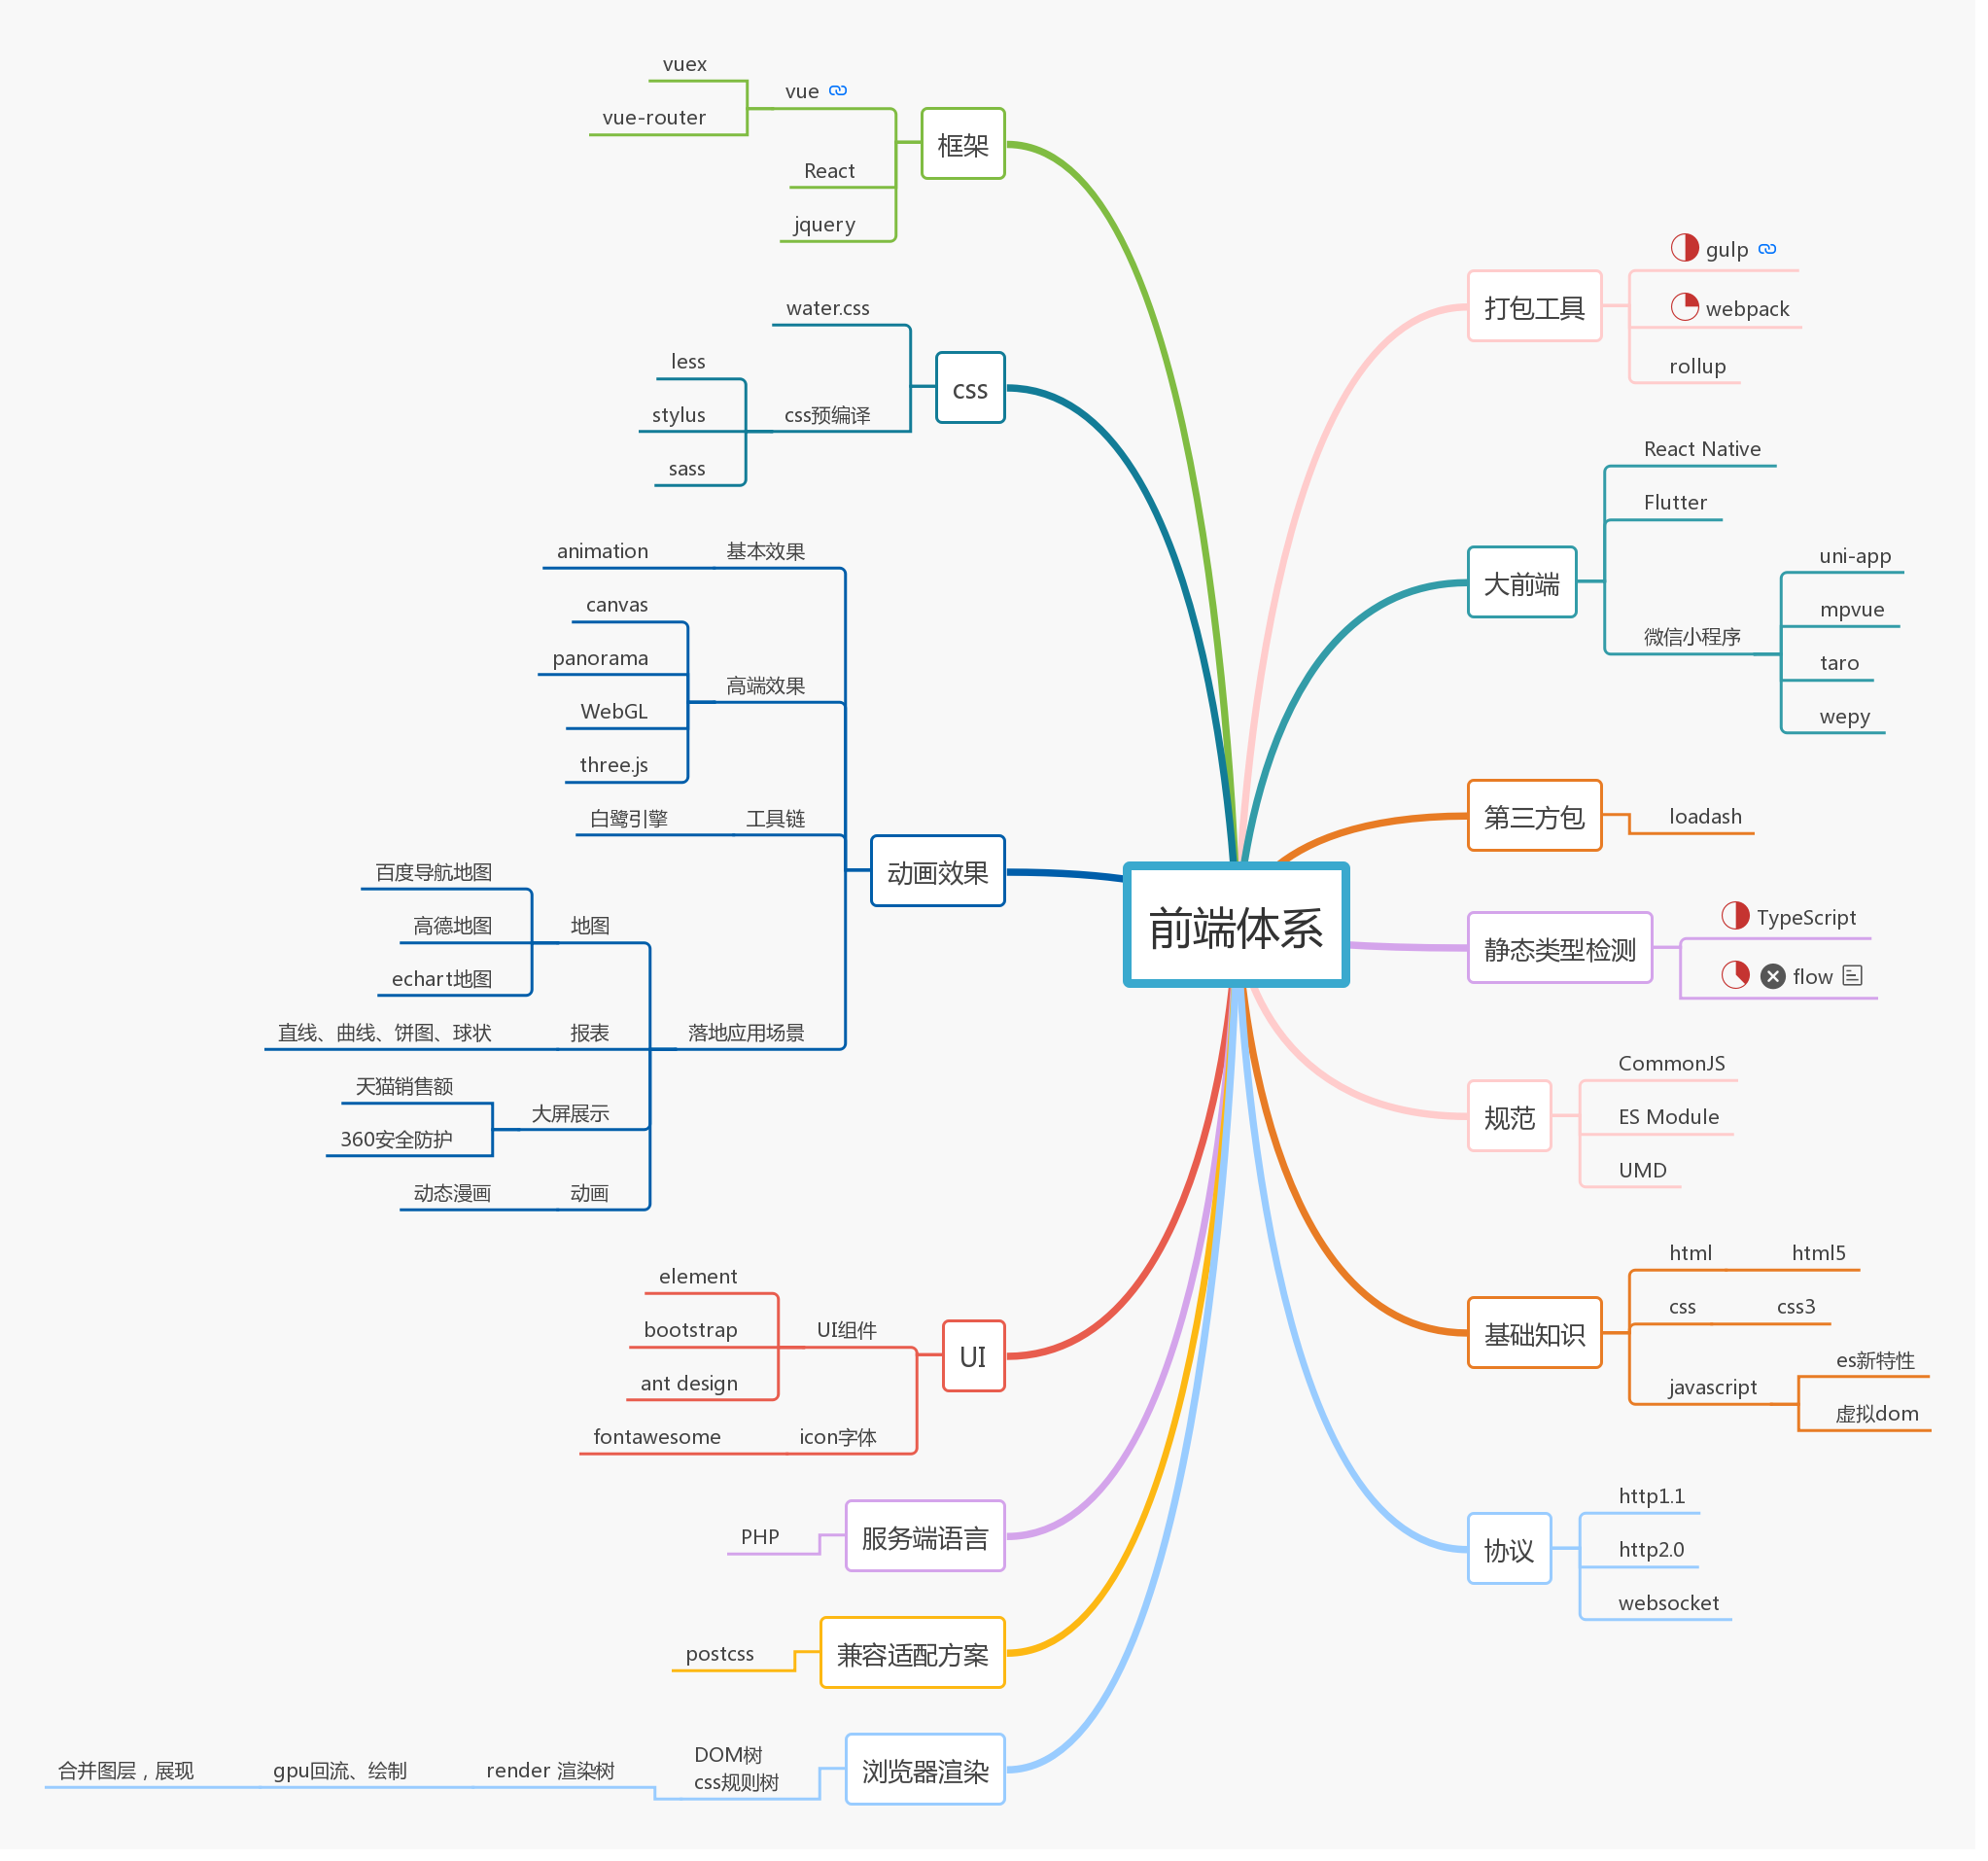 前端体系
框架
vue
vuex
vue-router
React
jquery
css
water.css
css预编译
less
stylus
sass
动画效果
基本效果
animation
高端效果
canvas
panorama
WebGL
three.js
工具链
白鹭引擎
落地应用场景
地图
百度导航地图
高德地图
echart地图
报表
直线、曲线、饼图、球状
大屏展示
天猫销售额
360安全防护
动画
动态漫画
UI
UI组件
element
bootstrap
ant design
icon字体
fontawesome
服务端语言
PHP
兼容适配方案
postcss
浏览器渲染
DOM树
css规则树
render 渲染树
gpu回流、绘制
合并图层，展现
打包工具
gulp
webpack
rollup
大前端
React Native
Flutter
微信小程序
uni-app
mpvue
taro
wepy
第三方包
loadash
静态类型检测
TypeScript
flow
规范
CommonJS
ES Module
UMD
基础知识
html
html5
css
css3
javascript
es新特性
虚拟dom
协议
http1.1
http2.0
websocket